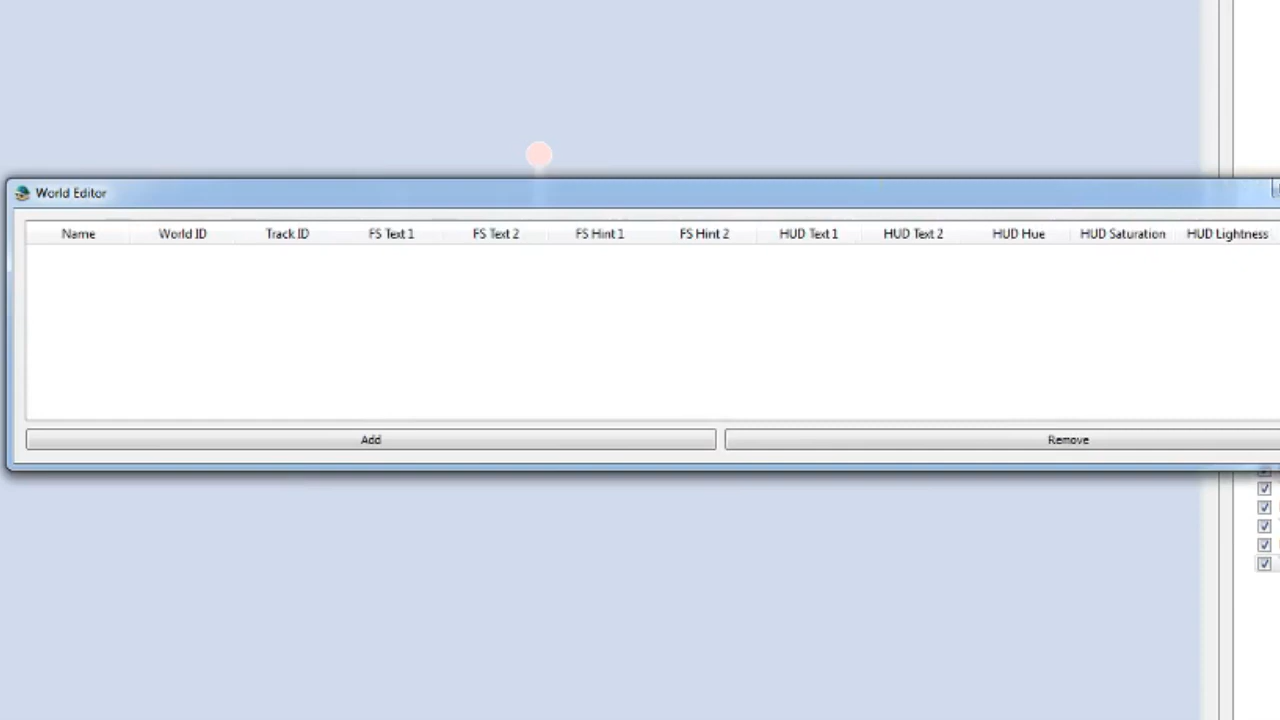 World Editor
Name World ID Track ID FS Text 1 FS Text 2 FS Hint 1 FS Hint 2 HUD Text 1 HUD Text 2 HUD Hue HUD Saturation HUD Lightness
Add Remove